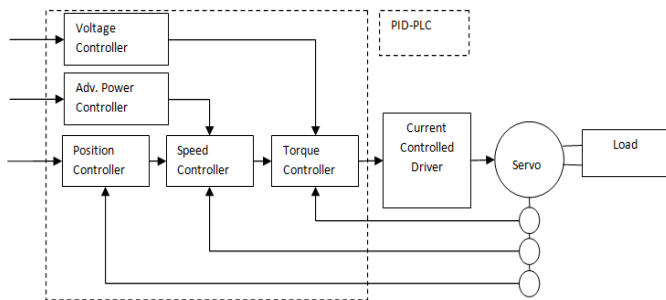 Voltage
Controller
PID-PLC
Adv. Power
Controller
Position
Controller
Speed
Controller
Torque
Controller
Current
Controlled
Driver
Servo
Load